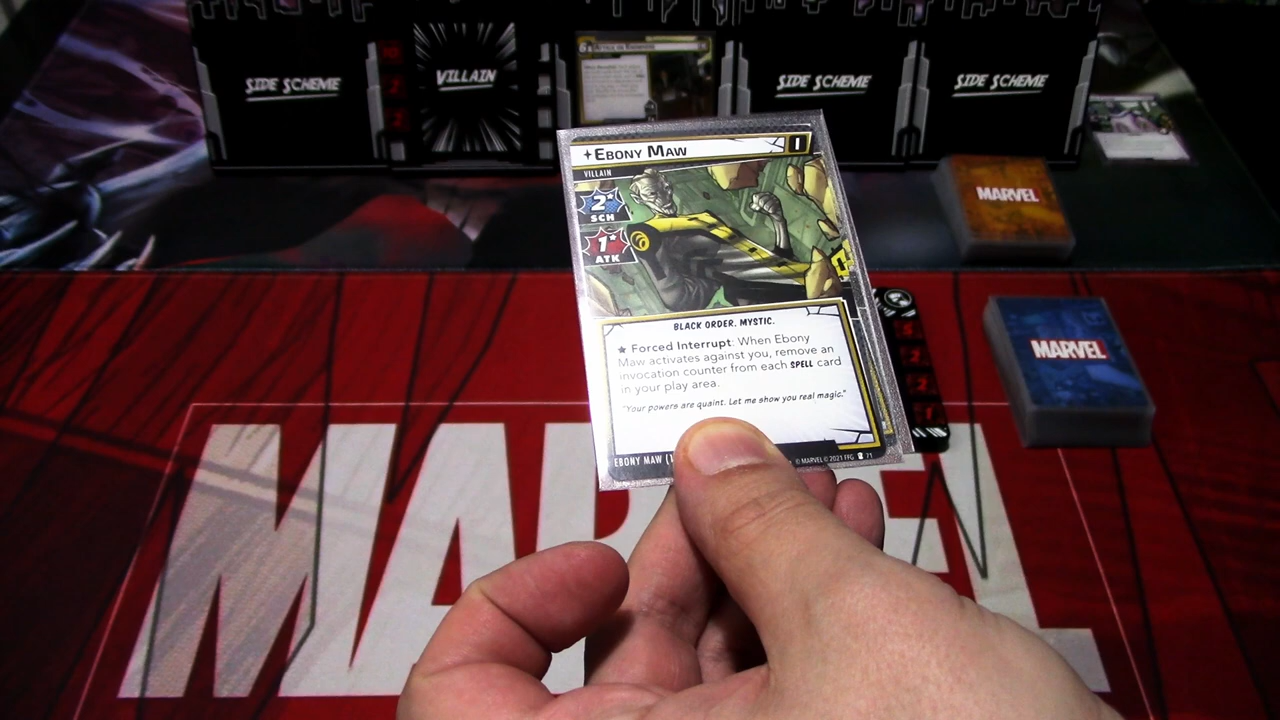 SIDE SCHEME
VILLAIN
SIDE SCHEME
SIDE SCHEME
MARVEL
EBONY MAW
I
VILLAIN
2*
SCH
1*
ATK
BLACK ORDER. MYSTIC.
★ Forced Interrupt: When Ebony
Maw activates against you, remove an
invocation counter from each SPELL card
in your play area.
"Your powers are quaint. Let me show you real magic."
EBONY MAW
© MARVEL © 2021 FFG 71
MARVEL
MARVEL